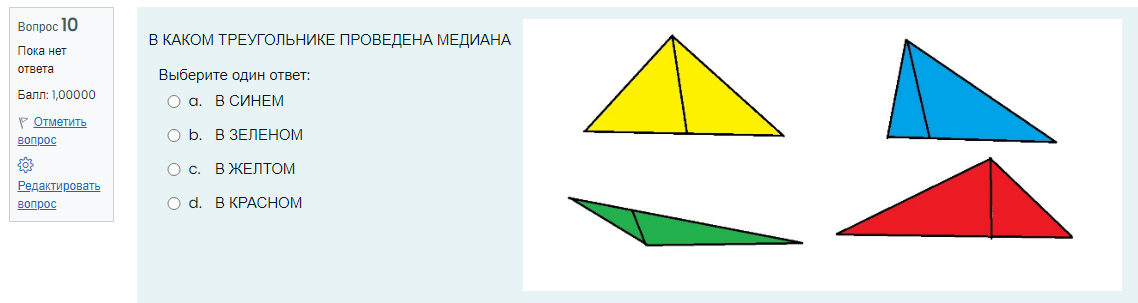 Вопрос 10
Пока нет
ответа
Балл: 1,00000
Отметить
вопрос
Редактировать
вопрос
В КАКОМ ТРЕУГОЛЬНИКЕ ПРОВЕДЕНА МЕДИАНА
Выберите один ответ:
a. В СИНЕМ
b. В ЗЕЛЕНОМ
c. В ЖЕЛТОМ
d. В КРАСНОМ